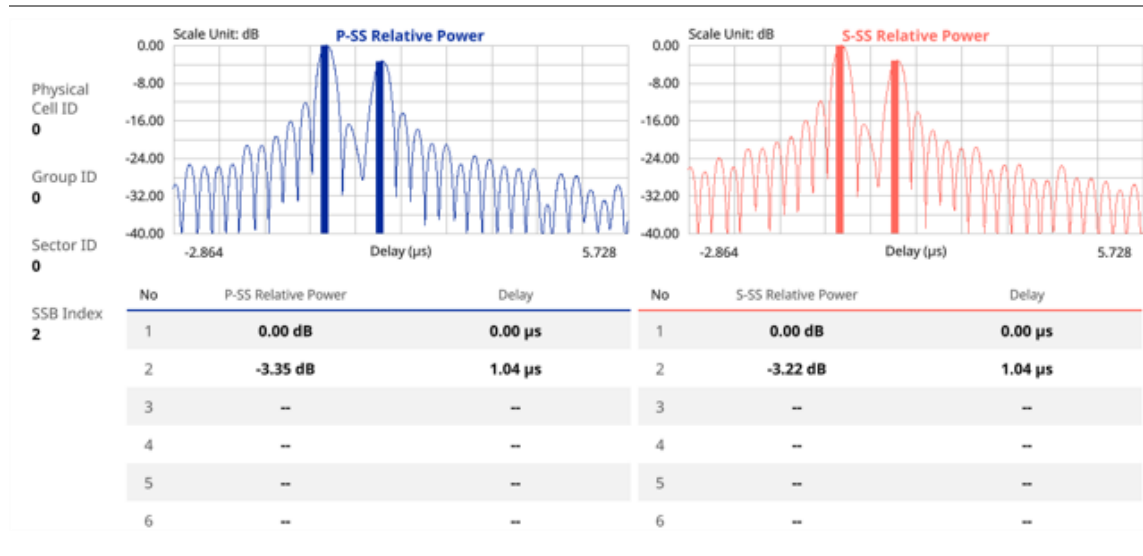 Scale Unit: dB P-SS Relative Power
0.00
-8.00
-16.00
-24.00
-32.00
-40.00
-2.864 Delay (µs) 5.728
Scale Unit: dB S-SS Relative Power
0.00
-8.00
-16.00
-24.00
-32.00
-40.00
-2.864 Delay (µs) 5.728
Physical
Cell ID
0
Group ID
0
Sector ID
0
SSB Index
2
No P-SS Relative Power Delay
1 0.00 dB 0.00 µs
2 -3.35 dB 1.04 µs
3 -- --
4 -- --
5 -- --
6 -- --
No S-SS Relative Power Delay
1 0.00 dB 0.00 µs
2 -3.22 dB 1.04 µs
3 -- --
4 -- --
5 -- --
6 -- --